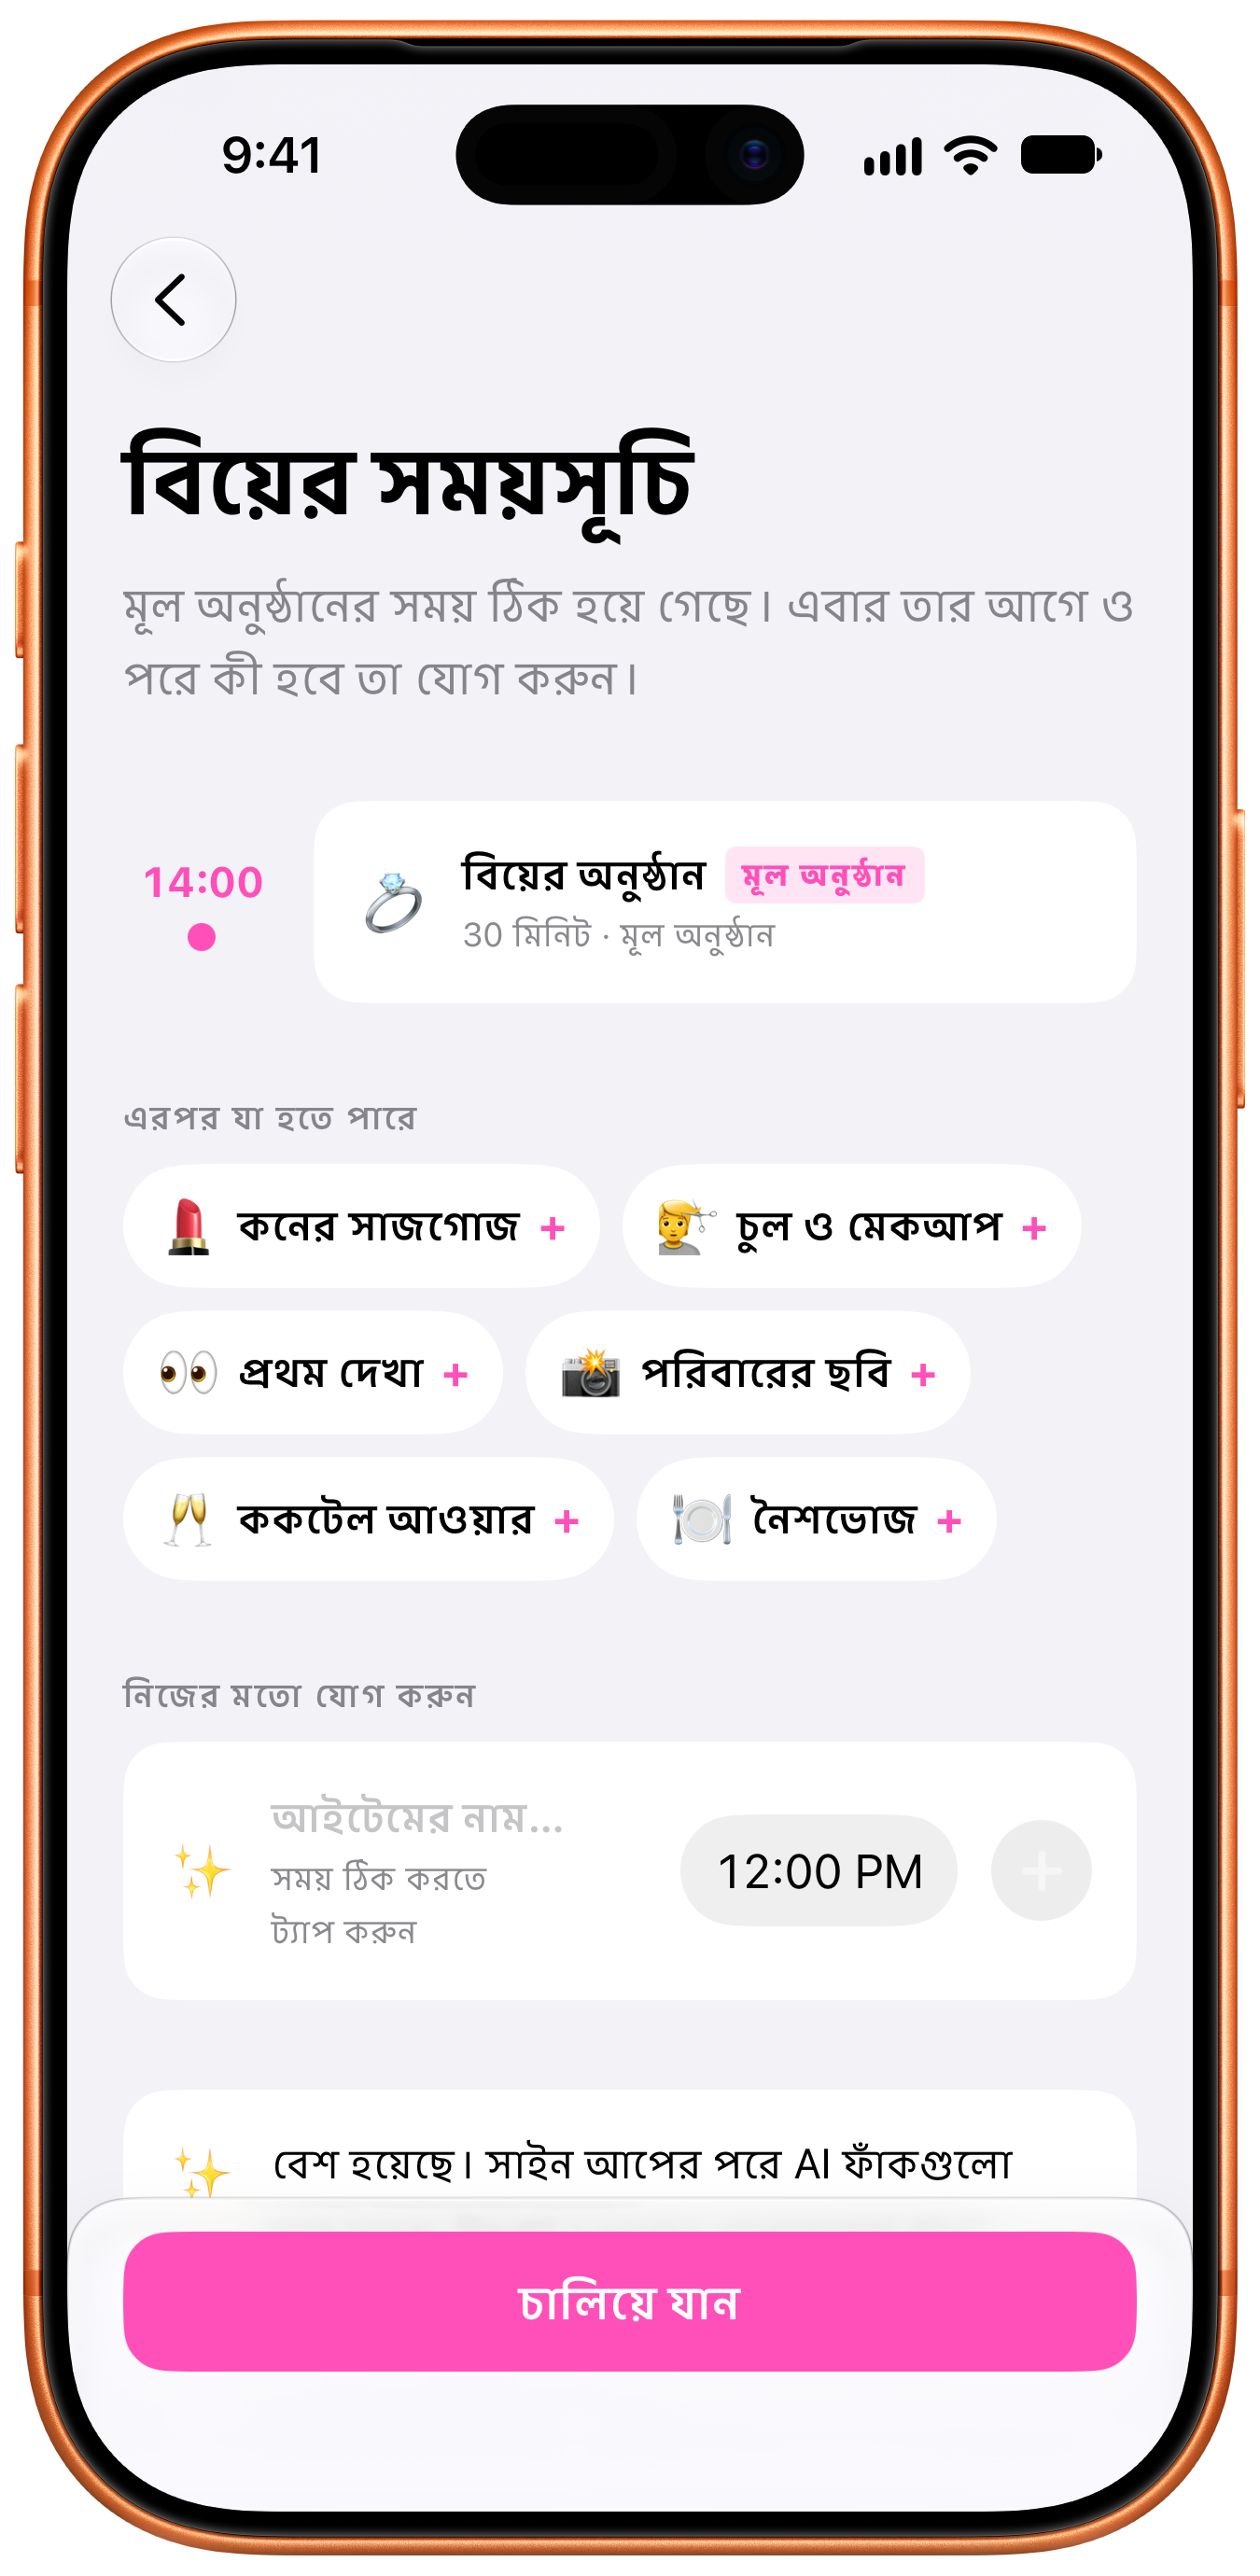 9:41
বিয়ের সময়সূচি
মূল অনুষ্ঠানের সময় ঠিক হয়ে গেছে। এবার তার আগে ও
পরে কী হবে তা যোগ করুন।
14:00
বিয়ের অনুষ্ঠান মূল অনুষ্ঠান
30 মিনিট · মূল অনুষ্ঠান
এরপর যা হতে পারে
কনের সাজগোজ +
চুল ও মেকআপ +
প্রথম দেখা +
পরিবারের ছবি +
ককটেল আওয়ার +
নৈশভোজ +
নিজের মতো যোগ করুন
আইটেমের নাম...
সময় ঠিক করতে
ট্যাপ করুন
12:00 PM
বেশ হয়েছে। সাইন আপের পরে AI ফাঁকগুলো
চালিয়ে যান